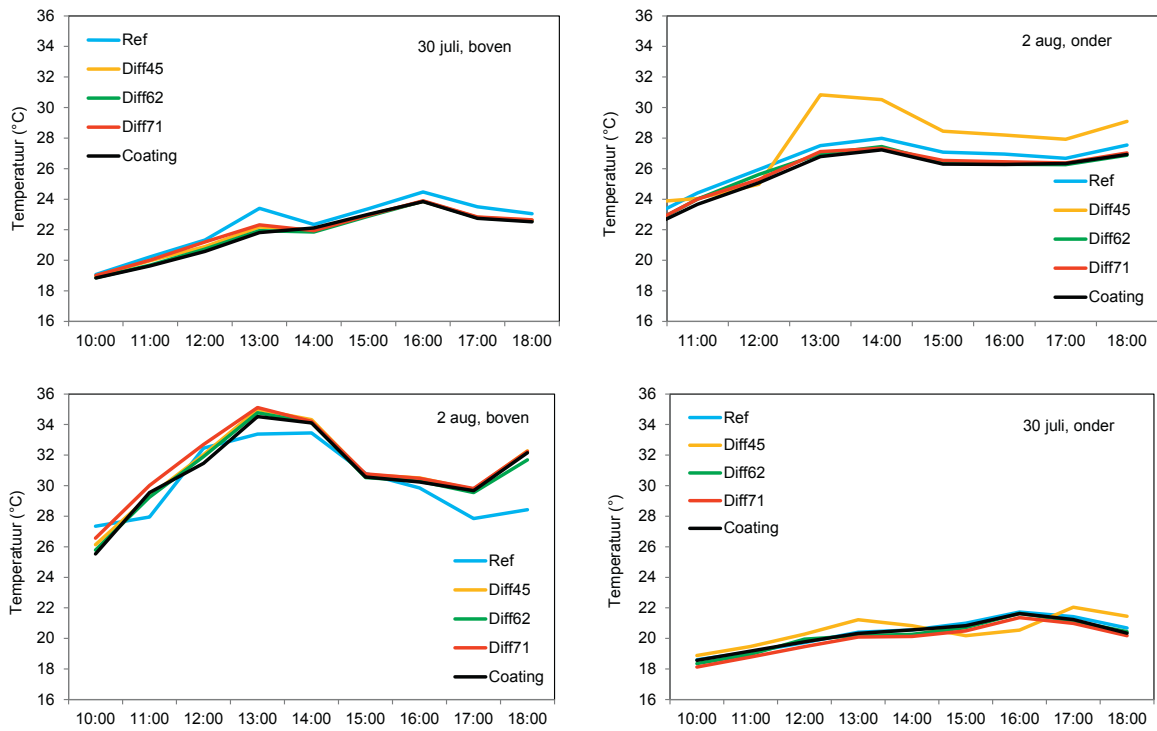 36
34
32
30
28
26
24
22
20
18
16
Temperatuur (°C)
30 juli, boven
Ref
Diff45
Diff62
Diff71
Coating
10:00 11:00 12:00 13:00 14:00 15:00 16:00 17:00 18:00
36
34
32
30
28
26
24
22
20
18
16
Temperatuur (°C)
2 aug, onder
Ref
Diff45
Diff62
Diff71
Coating
11:00 12:00 13:00 14:00 15:00 16:00 17:00 18:00
36
34
32
30
28
26
24
22
20
18
16
Temperatuur (°C)
2 aug, boven
Ref
Diff45
Diff62
Diff71
Coating
10:00 11:00 12:00 13:00 14:00 15:00 16:00 17:00 18:00
36
34
32
30
28
26
24
22
20
18
16
Temperatuur (°)
30 juli, onder
Ref
Diff45
Diff62
Diff71
Coating
10:00 11:00 12:00 13:00 14:00 15:00 16:00 17:00 18:00